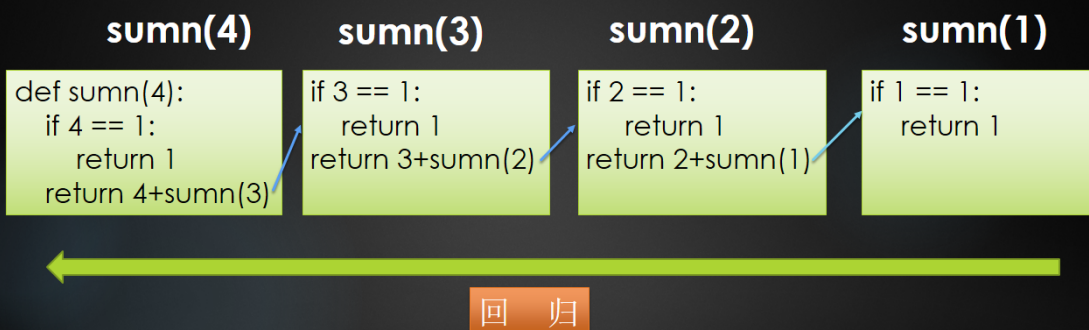 sumn(4)
sumn(3)
sumn(2)
sumn(1)
def sumn(4):
if 4 == 1:
return 1
return 4+sumn(3)
if 3 == 1:
return 1
return 3+sumn(2)
if 2 == 1:
return 1
return 2+sumn(1)
if 1 == 1:
return 1
回 归